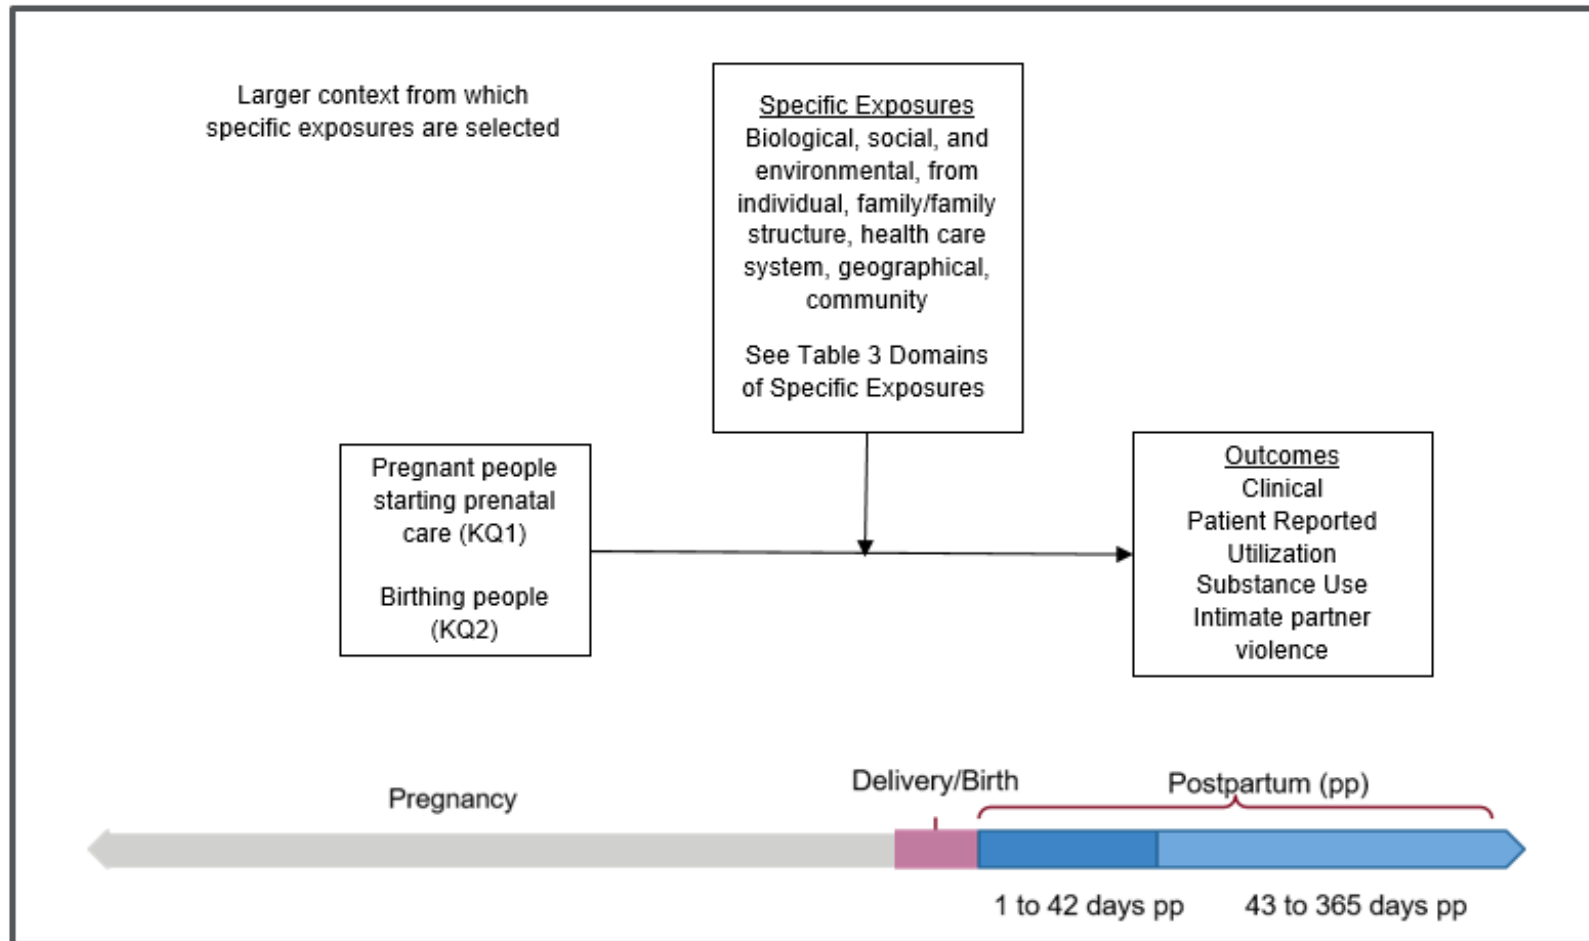 Larger context from which
specific exposures are selected
Specific Exposures
Biological, social, and
environmental, from
individual, family/family
structure, health care
system, geographical,
community
See Table 3 Domains
of Specific Exposures
Pregnant people
starting prenatal
care (KQ1)
Birthing people
(KQ2)
Outcomes
Clinical
Patient Reported
Utilization
Substance Use
Intimate partner
violence
Pregnancy
Delivery/Birth
Postpartum (pp)
1 to 42 days pp
43 to 365 days pp